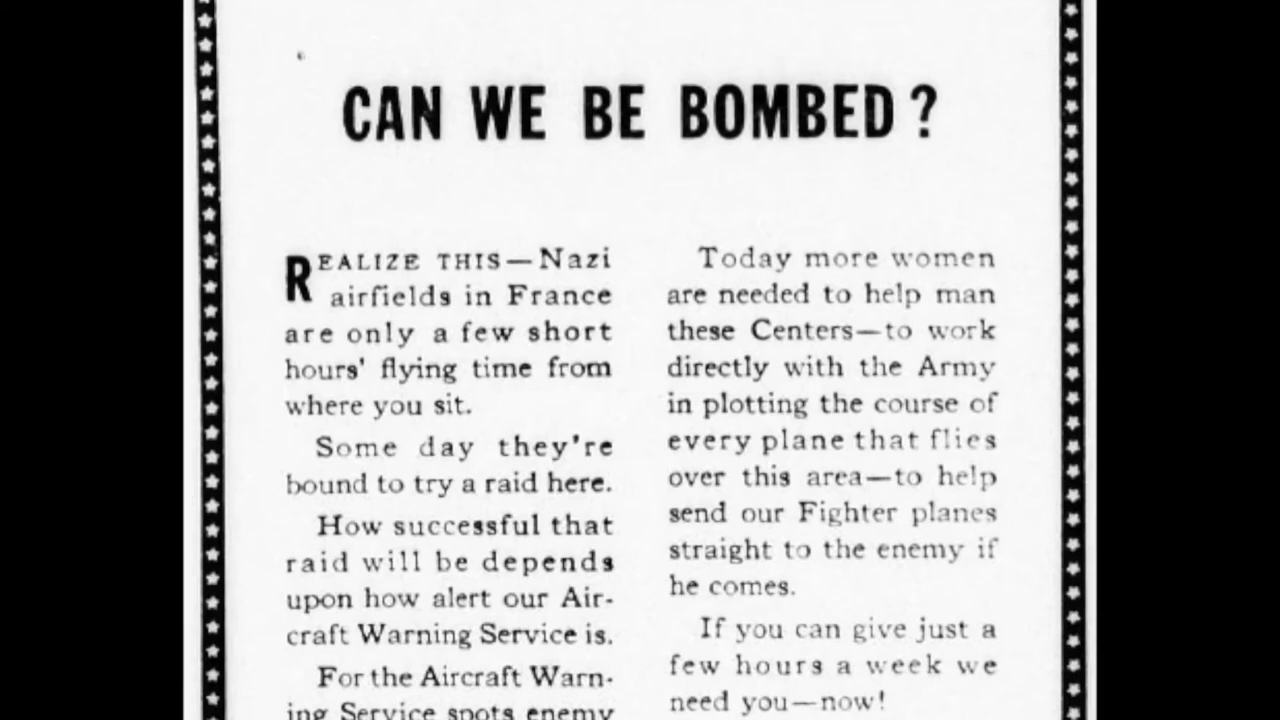 CAN WE BE BOMBED?
REALIZE THIS—Nazi
airfields in France
are only a few short
hours' flying time from
where you sit.
Some day they're
bound to try a raid here.
How successful that
raid will be depends
upon how alert our Air-
craft Warning Service is.
For the Aircraft Warn-
ing Service spots enemy
Today more women
are needed to help man
these Centers—to work
directly with the Army
in plotting the course of
every plane that flies
over this area—to help
send our Fighter planes
straight to the enemy if
he comes.
If you can give just a
few hours a week we
need you—now!